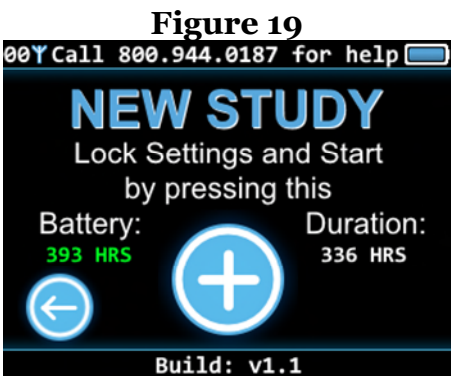 Figure 19
00 Call 800.944.0187 for help
NEW STUDY
Lock Settings and Start
by pressing this
Battery: Duration:
393 HRS 336 HRS
Build: v1.1